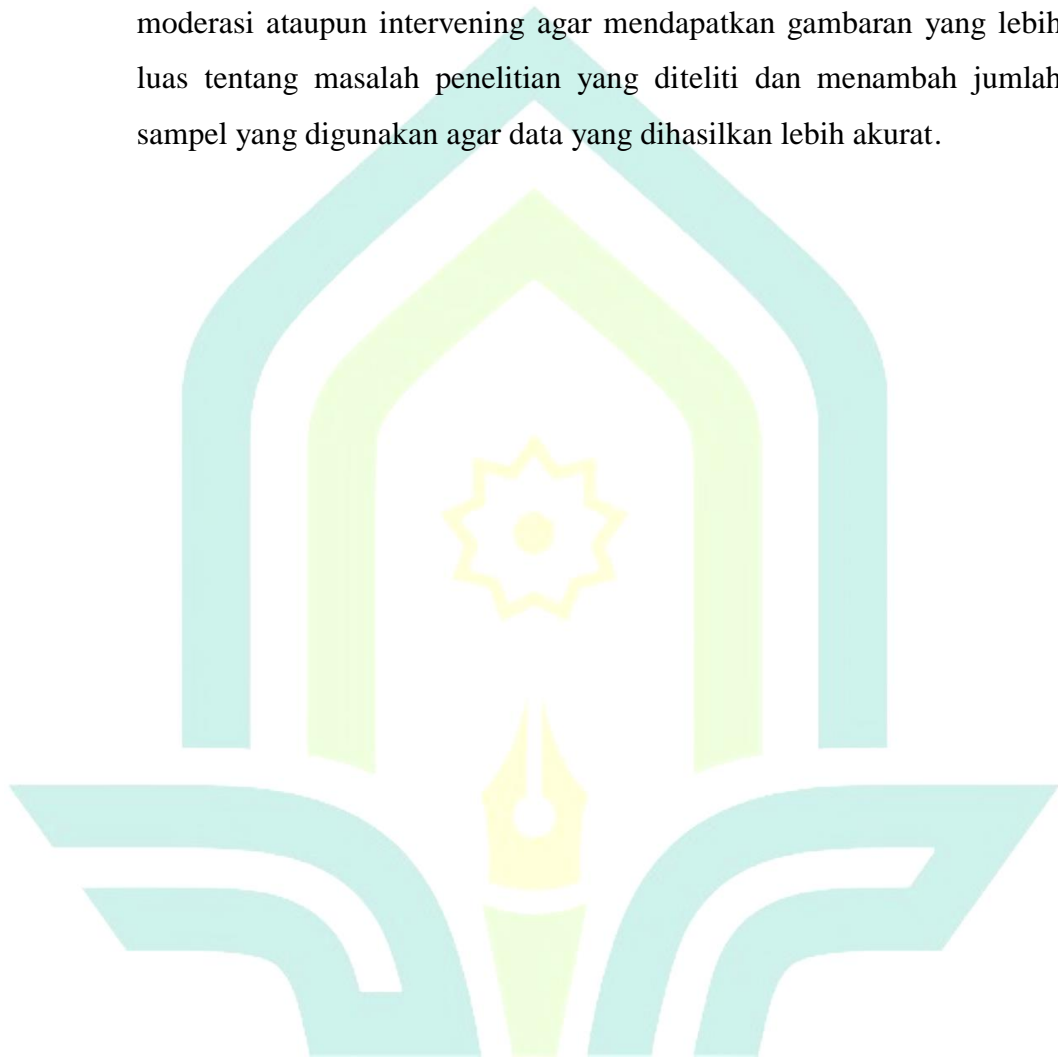 moderasi ataupun intervening agar mendapatkan gambaran yang lebih
luas tentang masalah penelitian yang diteliti dan menambah jumlah
sampel yang digunakan agar data yang dihasilkan lebih akurat.